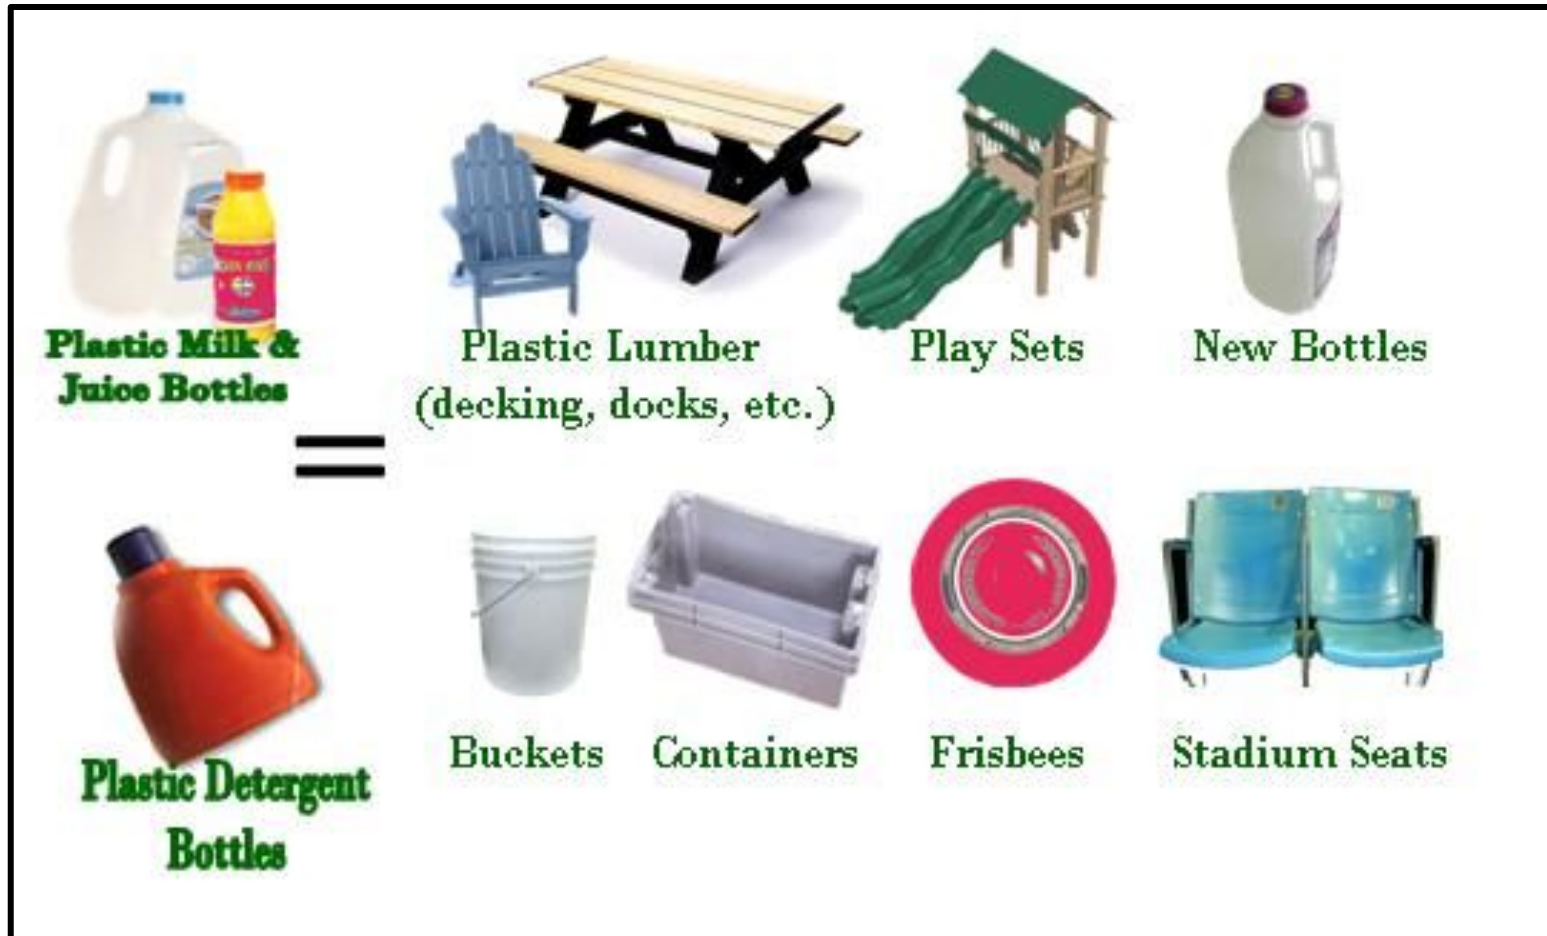 Plastic Milk &
Juice Bottles
=
Plastic Lumber
(decking, docks, etc.)
Play Sets
New Bottles
Plastic Detergent
Bottles
Buckets
Containers
Frisbees
Stadium Seats